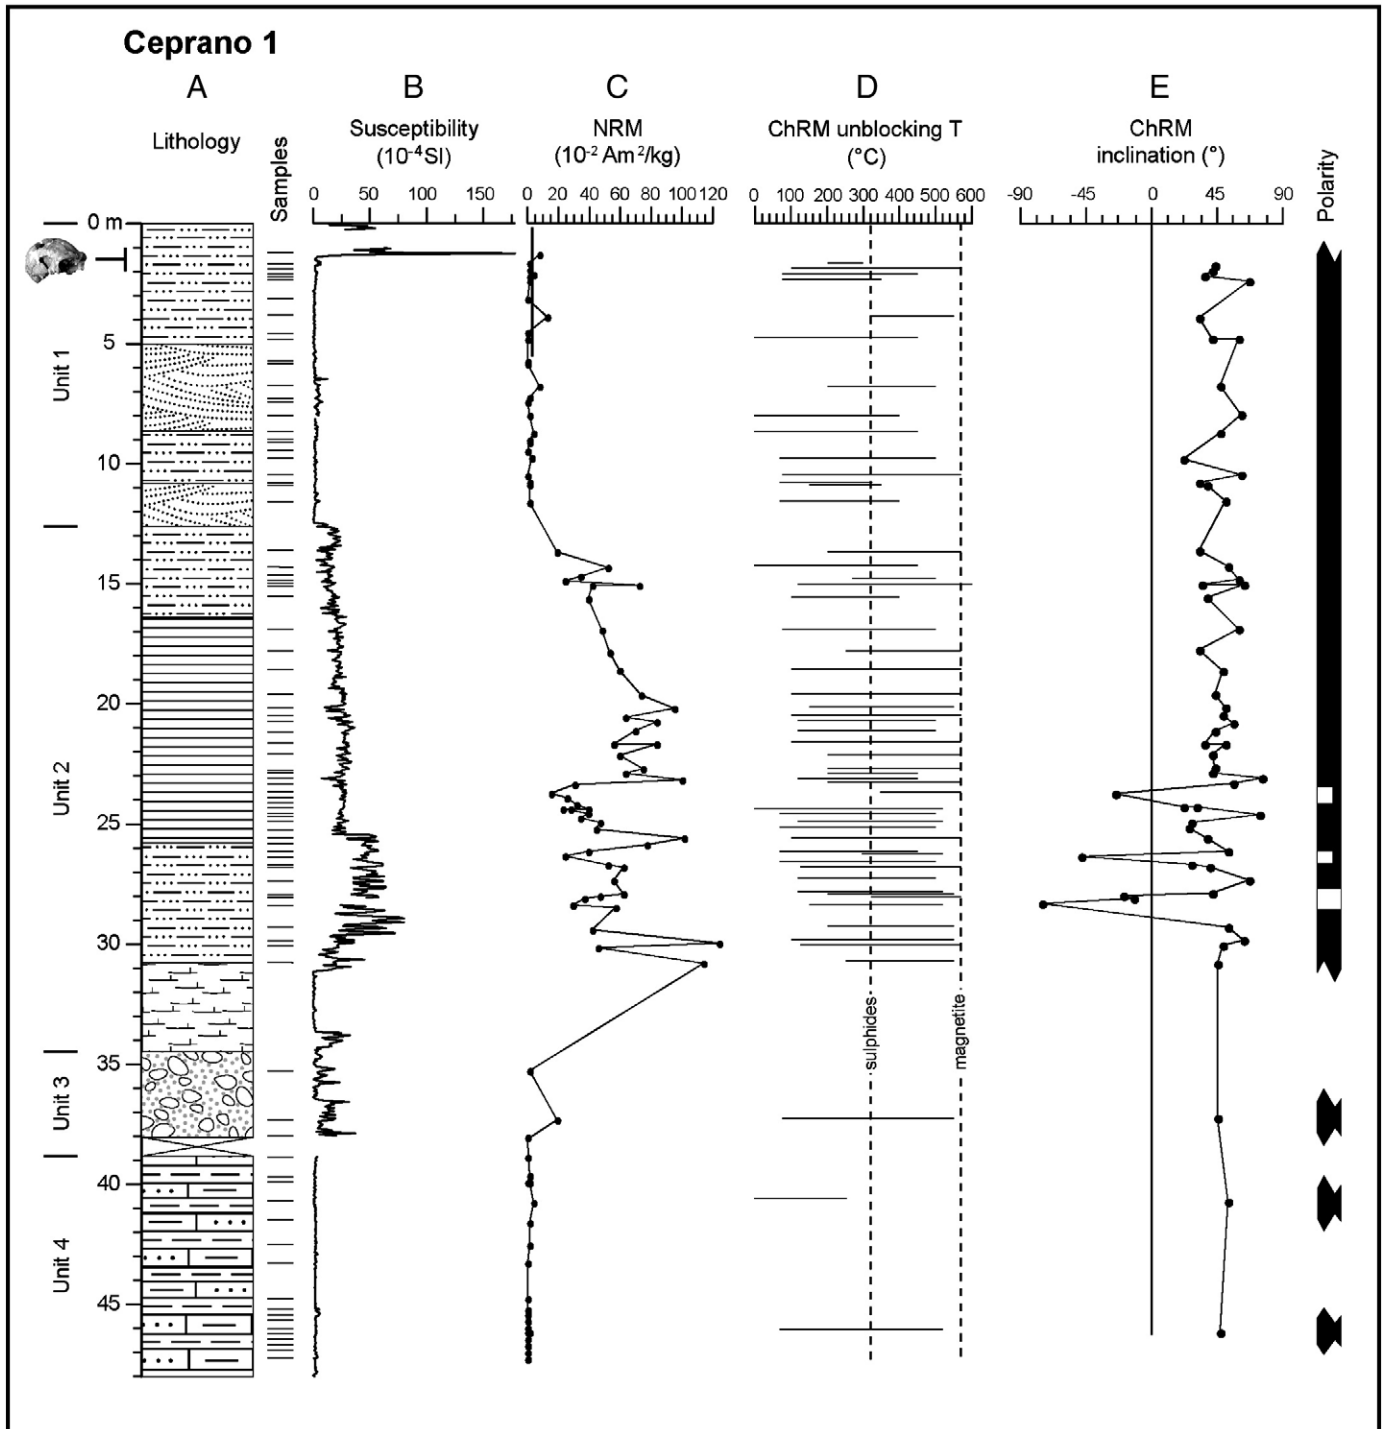 Ceprano 1
A B C D E
Lithology
Samples
Susceptibility
(10⁻⁴SI)
NRM
(10⁻² Am²/kg)
ChRM unblocking T
(°C)
ChRM
inclination (°)
Polarity
0 50 100 150
0 20 40 60 80 100 120
0 100 200 300 400 500 600
-90 -45 0 45 90
0 m
5
10
15
20
25
30
35
40
45
Unit 1
Unit 2
Unit 3
Unit 4
sulphides
magnetite